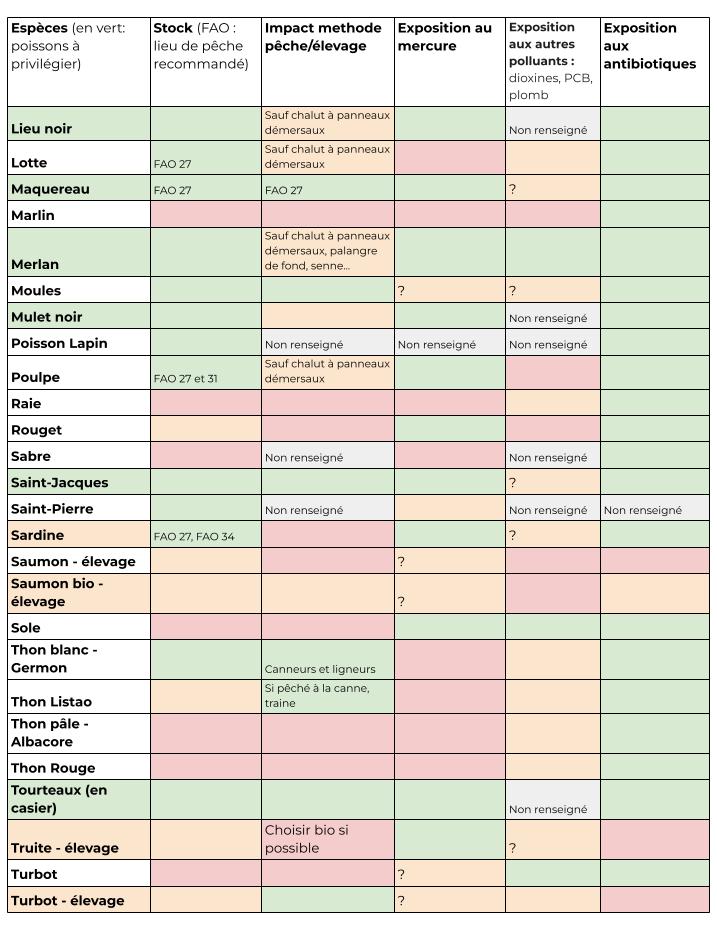 Espèces (en vert: poissons à privilégier) | Stock (FAO : lieu de pêche recommandé) | Impact methode pêche/élevage | Exposition au mercure | Exposition aux autres polluants : dioxines, PCB, plomb | Exposition aux antibiotiques
Lieu noir | | Sauf chalut à panneaux démersaux | | Non renseigné |
Lotte | FAO 27 | Sauf chalut à panneaux démersaux | | |
Maquereau | FAO 27 | FAO 27 | | ? |
Marlin
Merlan | | Sauf chalut à panneaux démersaux, palangre de fond, senne... | | |
Moules | | | ? | ? |
Mulet noir | | | | Non renseigné |
Poisson Lapin | | Non renseigné | Non renseigné | Non renseigné |
Poulpe | FAO 27 et 31 | Sauf chalut à panneaux démersaux | | |
Raie
Rouget
Sabre | | Non renseigné | | Non renseigné |
Saint-Jacques | | | | ? |
Saint-Pierre | | Non renseigné | | Non renseigné | Non renseigné
Sardine | FAO 27, FAO 34 | | | ? |
Saumon - élevage | | | ? | |
Saumon bio - élevage | | | ? | |
Sole
Thon blanc - Germon | | Canneurs et ligneurs | | |
Thon Listao | | Si pêché à la canne, traine | | |
Thon pâle - Albacore
Thon Rouge
Tourteaux (en casier) | | | | Non renseigné |
Truite - élevage | | Choisir bio si possible | | ? |
Turbot | | | ? | |
Turbot - élevage | | | ? | |